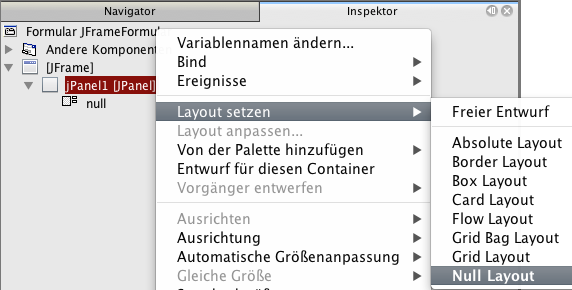 Navigator
Inspektor
Formular JFrameFormul
Andere Komponent
[JFrame]
jPanel1 [JPanel]
null
Variablennamen ändern...
Bind
Ereignisse
Layout setzen
Layout anpassen...
Von der Palette hinzufügen
Entwurf für diesen Container
Vorgänger entwerfen
Ausrichten
Ausrichtung
Automatische Größenanpassung
Gleiche Größe
Freier Entwurf
Absolute Layout
Border Layout
Box Layout
Card Layout
Flow Layout
Grid Bag Layout
Grid Layout
Null Layout